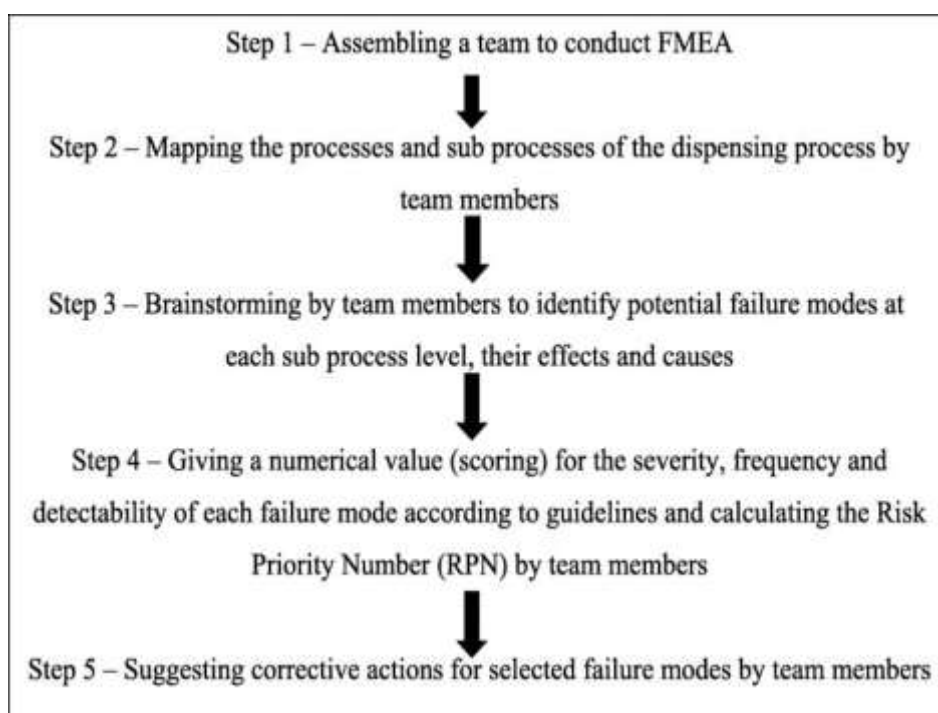 Step 1 – Assembling a team to conduct FMEA
Step 2 – Mapping the processes and sub processes of the dispensing process by
team members
Step 3 – Brainstorming by team members to identify potential failure modes at
each sub process level, their effects and causes
Step 4 – Giving a numerical value (scoring) for the severity, frequency and
detectability of each failure mode according to guidelines and calculating the Risk
Priority Number (RPN) by team members
Step 5 – Suggesting corrective actions for selected failure modes by team members